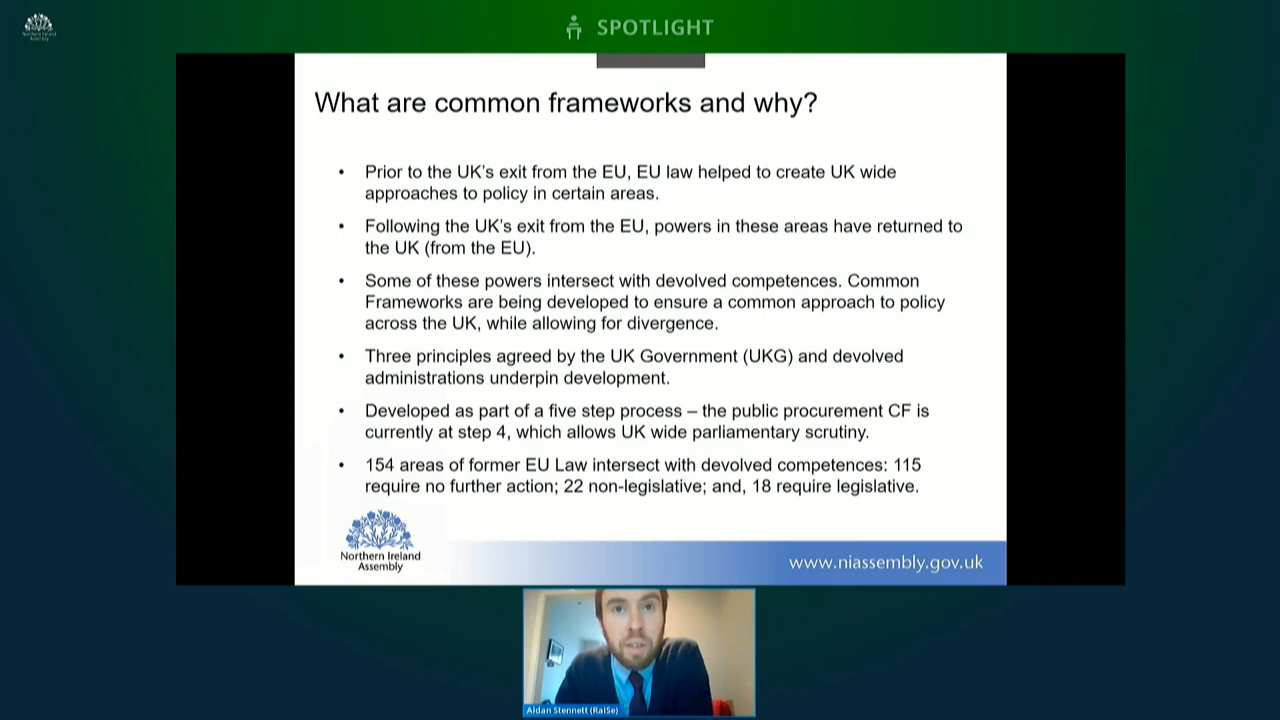 Northern Ireland
Assembly
SPOTLIGHT
What are common frameworks and why?
• Prior to the UK's exit from the EU, EU law helped to create UK wide
approaches to policy in certain areas.
• Following the UK's exit from the EU, powers in these areas have returned to
the UK (from the EU).
• Some of these powers intersect with devolved competences. Common
Frameworks are being developed to ensure a common approach to policy
across the UK, while allowing for divergence.
• Three principles agreed by the UK Government (UKG) and devolved
administrations underpin development.
• Developed as part of a five step process – the public procurement CF is
currently at step 4, which allows UK wide parliamentary scrutiny.
• 154 areas of former EU Law intersect with devolved competences: 115
require no further action; 22 non-legislative; and, 18 require legislative.
Northern Ireland
Assembly
www.niassembly.gov.uk
Aidan Stennett (RaISe)